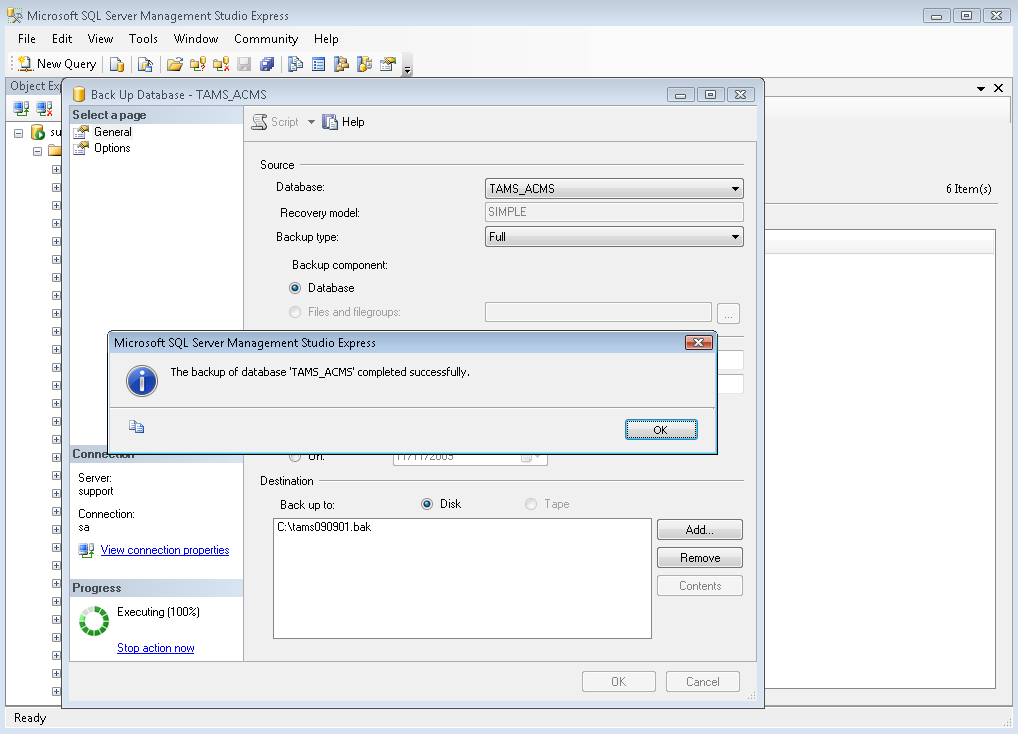 Microsoft SQL Server Management Studio Express
File Edit View Tools Window Community Help
New Query
Object Exp
Back Up Database - TAMS_ACMS
Select a page
General
Options
Script Help
Source
Database: TAMS_ACMS
Recovery model: SIMPLE
Backup type: Full
Backup component:
Database
Files and filegroups: ...
6 Item(s)
su
Microsoft SQL Server Management Studio Express
The backup of database 'TAMS_ACMS' completed successfully.
OK
Connection
Server:
support
Connection:
sa
View connection properties
Progress
Executing (100%)
Stop action now
On: 11/11/2009
Destination
Back up to: Disk Tape
C:\tams090901.bak
Add...
Remove
Contents
OK Cancel
Ready